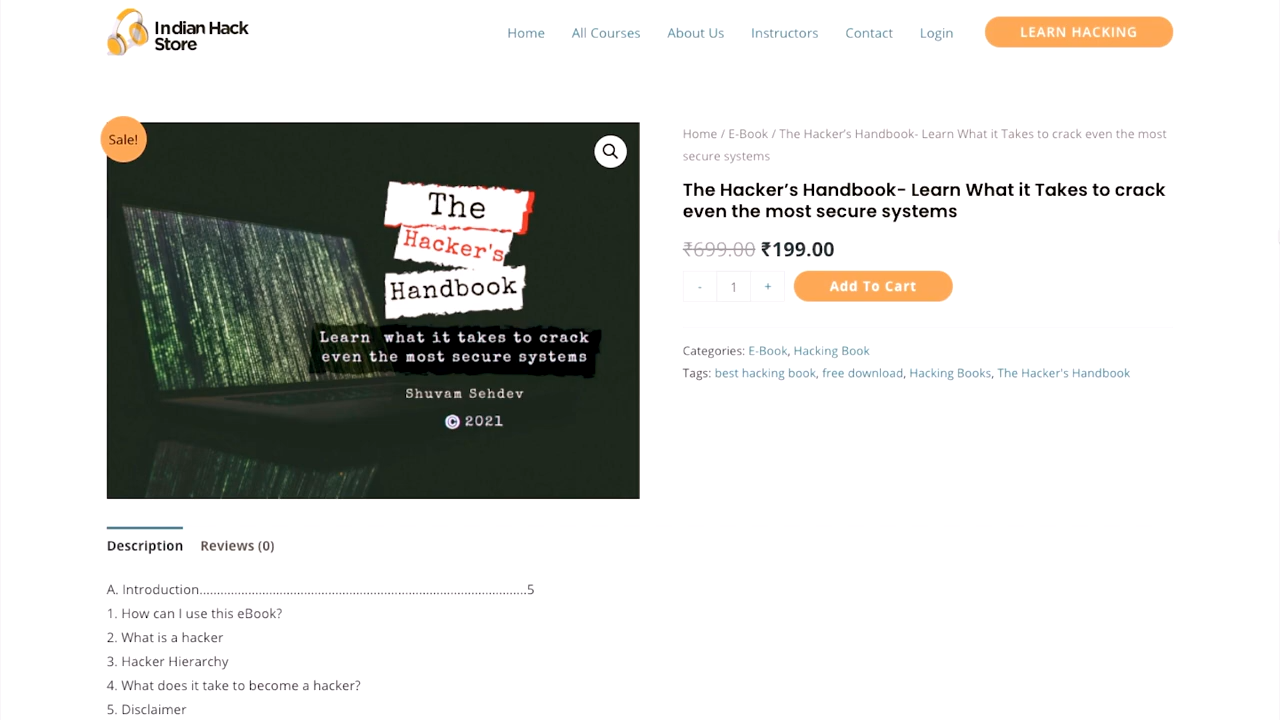 Indian Hack
Store
Home
All Courses
About Us
Instructors
Contact
Login
LEARN HACKING
Sale!
The
Hacker's
Handbook
Learn what it takes to crack
even the most secure systems
Shuvam Sehdev
© 2021
Home / E-Book / The Hacker’s Handbook- Learn What it Takes to crack even the most
secure systems
The Hacker’s Handbook– Learn What it Takes to crack
even the most secure systems
₹699.00 ₹199.00
- 1 +
Add To Cart
Categories: E-Book, Hacking Book
Tags: best hacking book, free download, Hacking Books, The Hacker's Handbook
Description
Reviews (0)
A. Introduction..............................................................................................5
1. How can I use this eBook?
2. What is a hacker
3. Hacker Hierarchy
4. What does it take to become a hacker?
5. Disclaimer